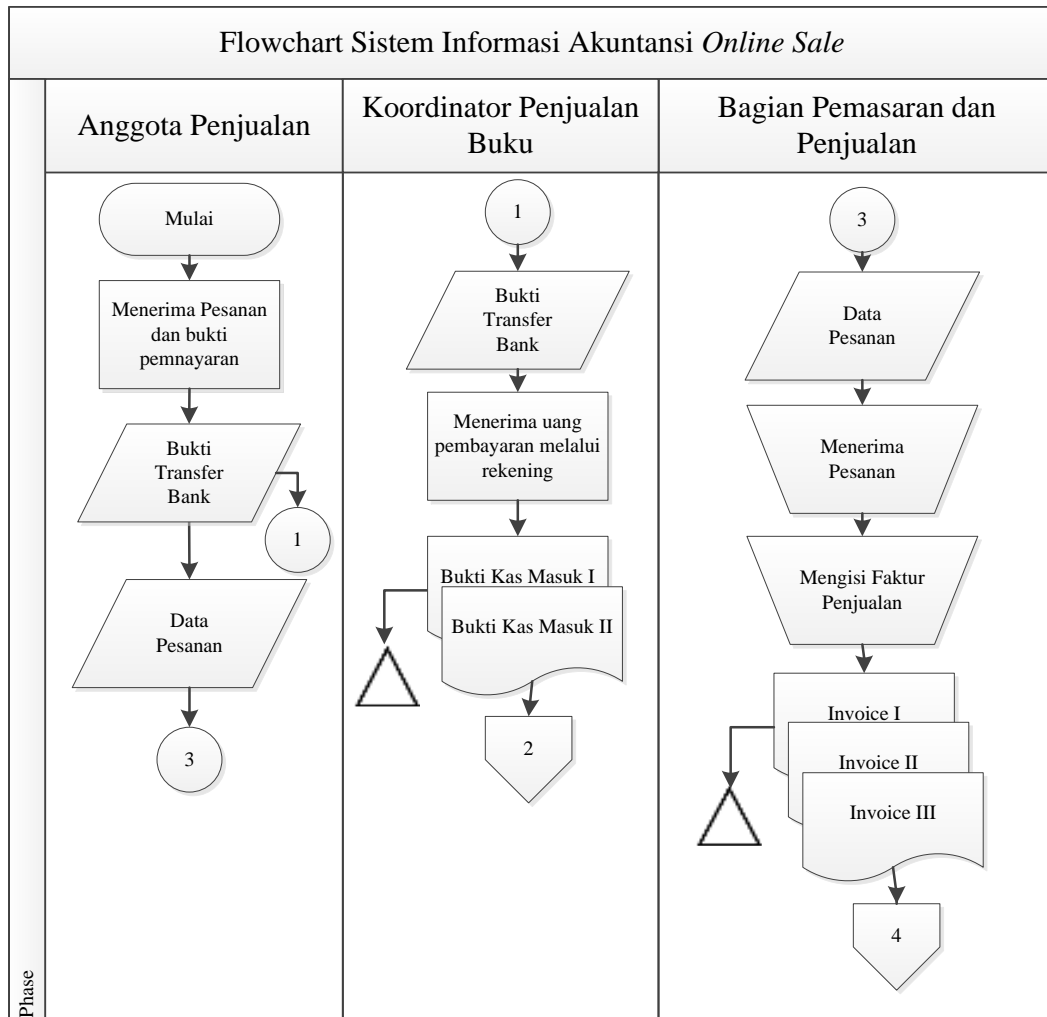 Flowchart Sistem Informasi Akuntansi Online Sale
Phase
Anggota Penjualan
Mulai
Menerima Pesanan
dan bukti
pemnayaran
Bukti
Transfer
Bank
1
Data
Pesanan
3
Koordinator Penjualan
Buku
1
Bukti
Transfer
Bank
Menerima uang
pembayaran melalui
rekening
Bukti Kas Masuk I
Bukti Kas Masuk II
2
Bagian Pemasaran dan
Penjualan
3
Data
Pesanan
Menerima
Pesanan
Mengisi Faktur
Penjualan
Invoice I
Invoice II
Invoice III
4